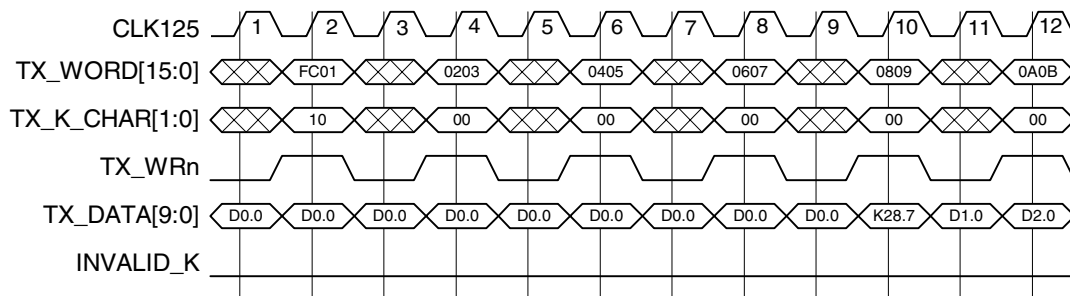 CLK125 1 2 3 4 5 6 7 8 9 10 11 12
TX_WORD[15:0] FC01 0203 0405 0607 0809 0A0B
TX_K_CHAR[1:0] 10 00 00 00 00 00
TX_WRn
TX_DATA[9:0] D0.0 D0.0 D0.0 D0.0 D0.0 D0.0 D0.0 D0.0 D0.0 K28.7 D1.0 D2.0
INVALID_K